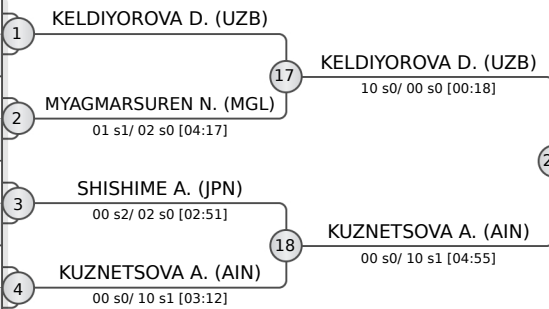 KELDIYOROVA D. (UZB)
1
17
KELDIYOROVA D. (UZB)
10 s0/ 00 s0 [00:18]
MYAGMARSUREN N. (MGL)
2
01 s1/ 02 s0 [04:17]
SHISHIME A. (JPN)
3
00 s2/ 02 s0 [02:51]
18
KUZNETSOVA A. (AIN)
00 s0/ 10 s1 [04:55]
KUZNETSOVA A. (AIN)
4
00 s0/ 10 s1 [03:12]